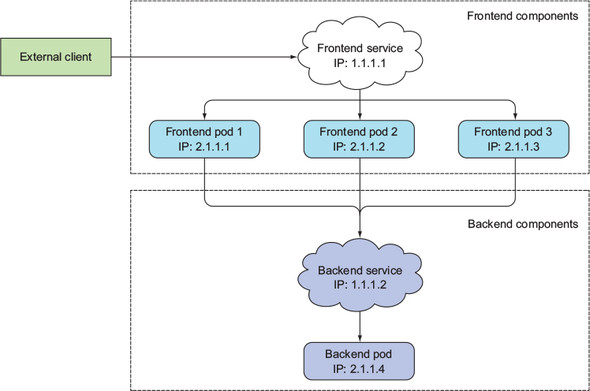 Frontend components
External client
Frontend service
IP: 1.1.1.1
Frontend pod 1
IP: 2.1.1.1
Frontend pod 2
IP: 2.1.1.2
Frontend pod 3
IP: 2.1.1.3
Backend components
Backend service
IP: 1.1.1.2
Backend pod
IP: 2.1.1.4